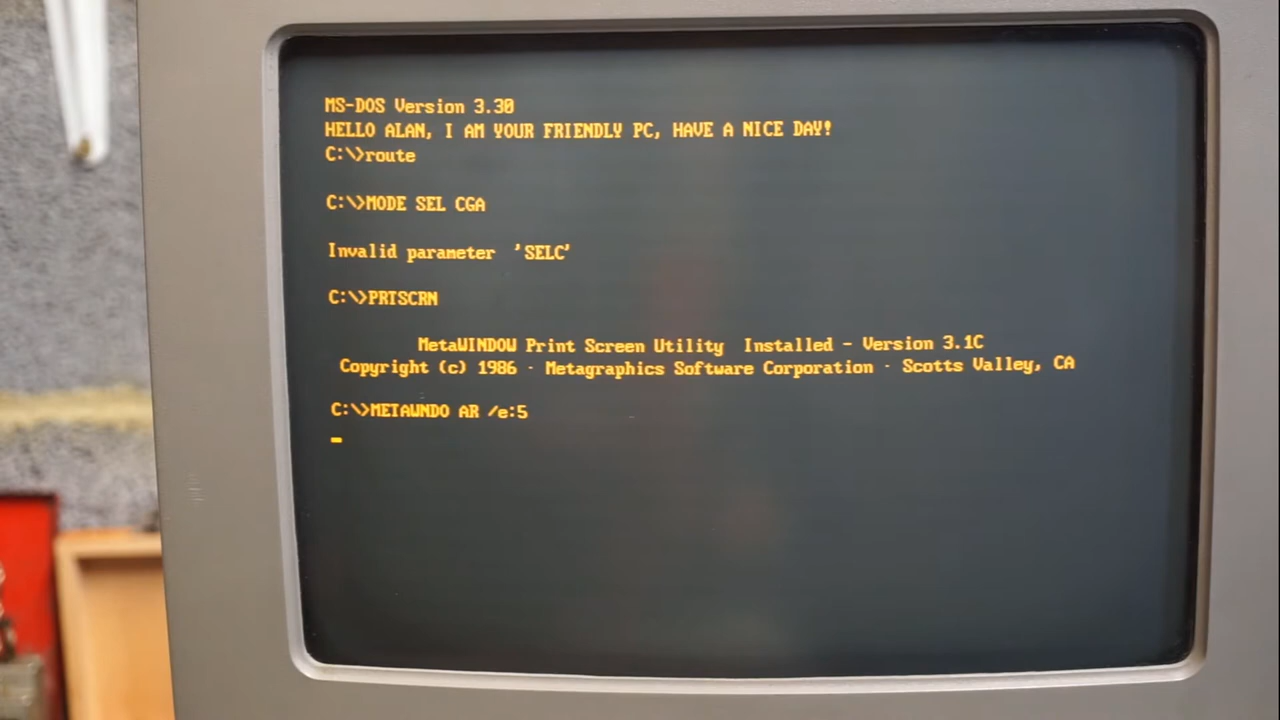 MS-DOS Version 3.30
HELLO ALAN, I AM YOUR FRIENDLY PC, HAVE A NICE DAY!
C:\>route
C:\>MODE SEL CGA
Invalid parameter 'SELC'
C:\>PRTSCRN
MetaWINDOW Print Screen Utility Installed - Version 3.1C
Copyright (c) 1986 · Metagraphics Software Corporation · Scotts Valley, CA
C:\>METAWNDO AR /e:5